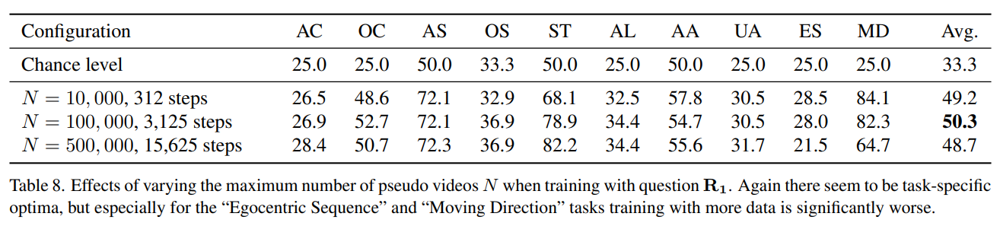 Configuration AC OC AS OS ST AL AA UA ES MD Avg.
Chance level 25.0 25.0 50.0 33.3 50.0 25.0 50.0 25.0 25.0 25.0 33.3
N = 10,000, 312 steps 26.5 48.6 72.1 32.9 68.1 32.5 57.8 30.5 28.5 84.1 49.2
N = 100,000, 3,125 steps 26.9 52.7 72.1 36.9 78.9 34.4 54.7 30.5 28.0 82.3 50.3
N = 500,000, 15,625 steps 28.4 50.7 72.3 36.9 82.2 34.4 55.6 31.7 21.5 64.7 48.7
Table 8. Effects of varying the maximum number of pseudo videos N when training with question R₁. Again there seem to be task-specific
optima, but especially for the “Egocentric Sequence” and “Moving Direction” tasks training with more data is significantly worse.